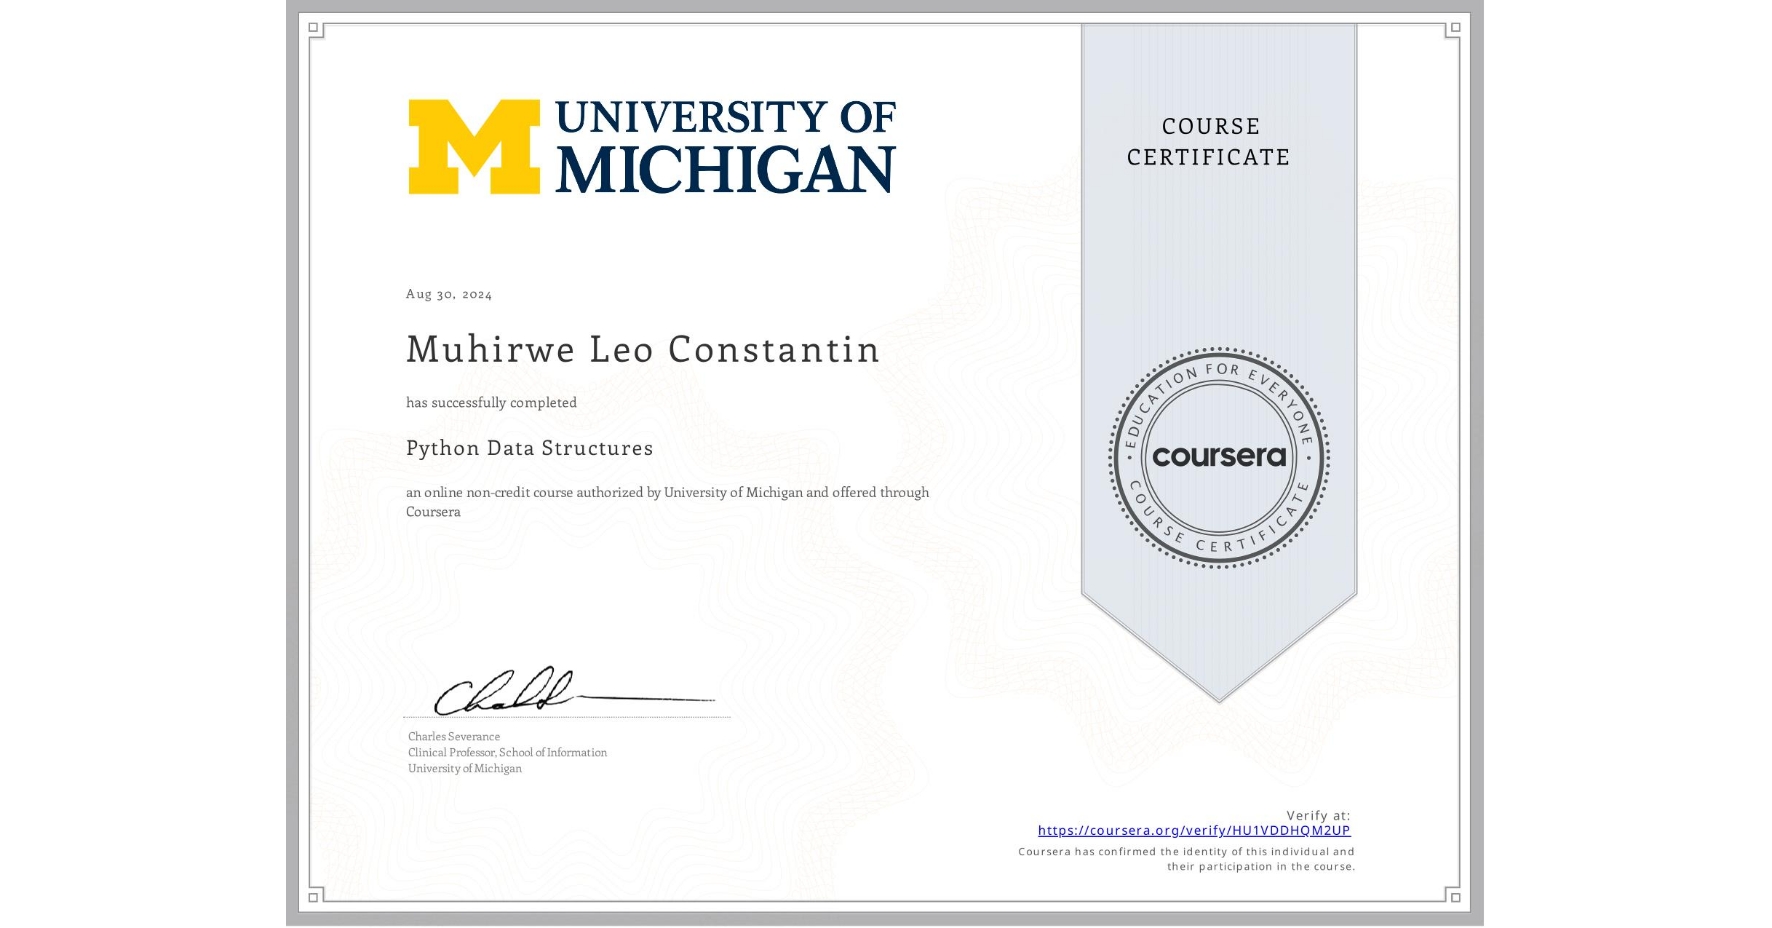 UNIVERSITY OF
MICHIGAN
COURSE
CERTIFICATE
Aug 30, 2024
Muhirwe Leo Constantin
has successfully completed
Python Data Structures
an online non-credit course authorized by University of Michigan and offered through
Coursera
EDUCATION FOR EVERYONE
coursera
COURSE CERTIFICATE
Charles Severance
Clinical Professor, School of Information
University of Michigan
Verify at:
https://coursera.org/verify/HU1VDDHQM2UP
Coursera has confirmed the identity of this individual and
their participation in the course.